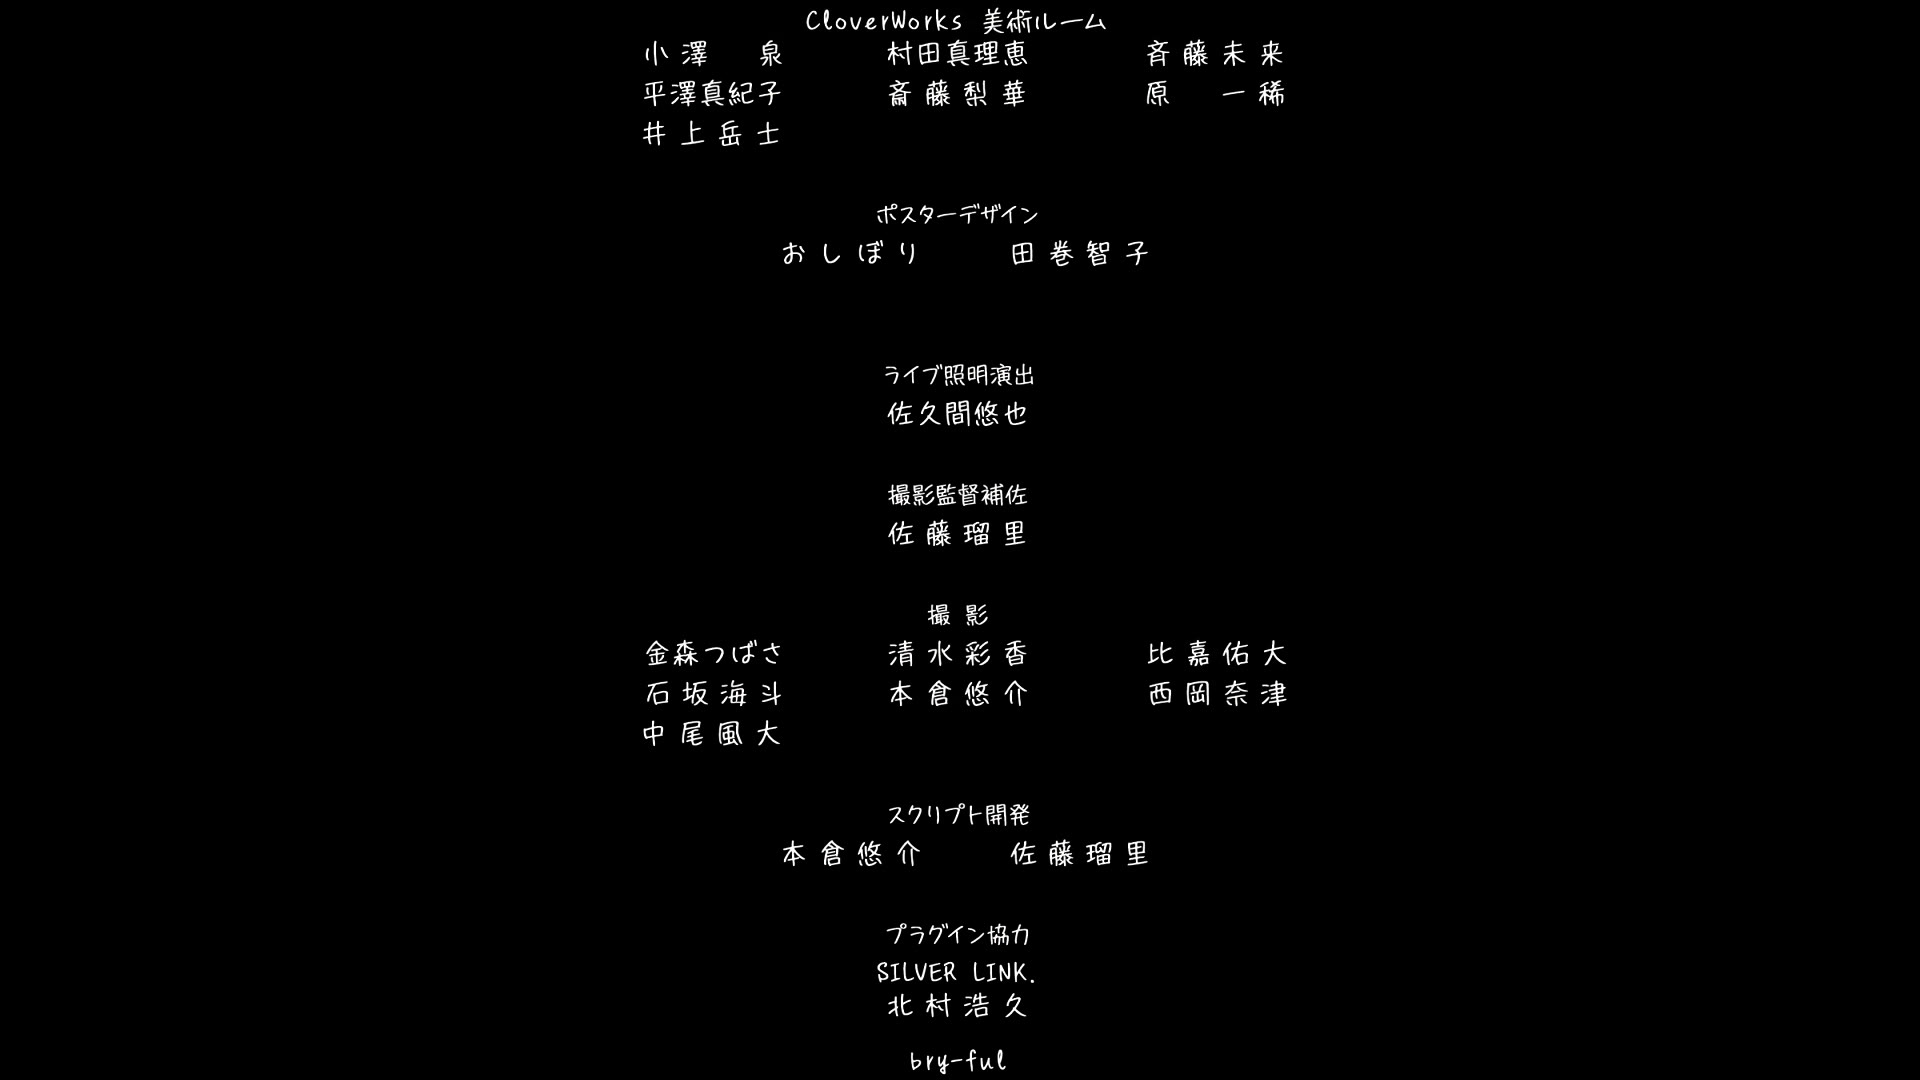 CloverWorks 美術ルーム
小澤 泉 村田真理恵 斉藤未来
平澤真紀子 斎藤梨華 原 一稀
井上岳士
ポスターデザイン
おしぼり 田巻智子
ライブ照明演出
佐久間悠也
撮影監督補佐
佐藤瑠里
撮影
金森つばさ 清水彩香 比嘉佑大
石坂海斗 本倉悠介 西岡奈津
中尾風大
スクリプト開発
本倉悠介 佐藤瑠里
プラグイン協力
SILVER LINK.
北村浩久
bry-ful